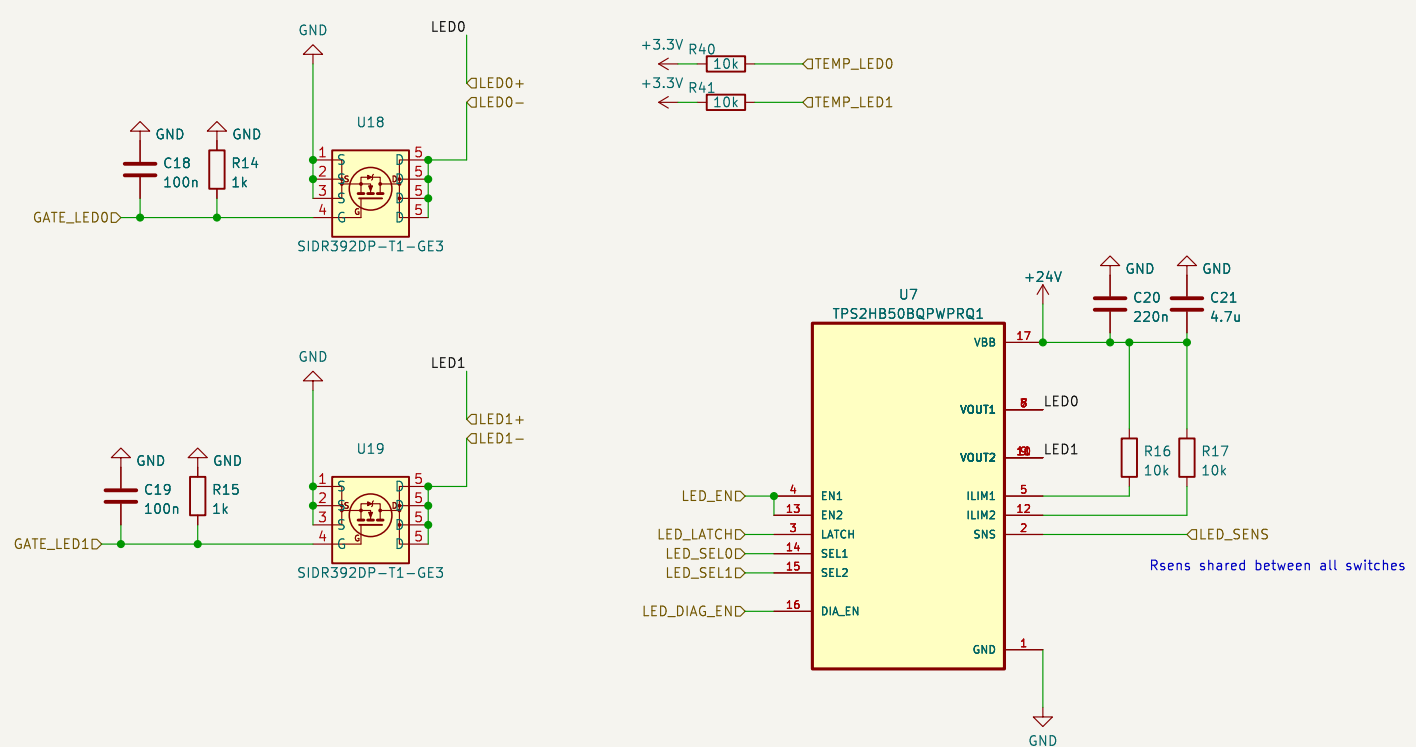 GND
LED0
LED0+
LED0-
U18
GND
GND
C18
100n
R14
1k
GATE_LED0
1
2
3
4
S
S
S
G
S
D
G
D
D
D
D
5
5
5
5
SIDR392DP-T1-GE3
+3.3V
R40
10k
TEMP_LED0
+3.3V
R41
10k
TEMP_LED1
GND
LED1
LED1+
LED1-
U19
GND
GND
C19
100n
R15
1k
GATE_LED1
1
2
3
4
S
S
S
G
S
D
G
D
D
D
D
5
5
5
5
SIDR392DP-T1-GE3
U7
TPS2HB50BQPWPRQ1
+24V
GND
GND
C20
220n
C21
4.7u
VBB
17
VOUT1
LED0
VOUT2
LED1
R16
10k
R17
10k
LED_EN
4
EN1
13
EN2
LED_LATCH
3
LATCH
LED_SEL0
14
SEL1
LED_SEL1
15
SEL2
LED_DIAG_EN
16
DIA_EN
ILIM1
5
ILIM2
12
SNS
2
LED_SENS
Rsens shared between all switches
GND
1
GND